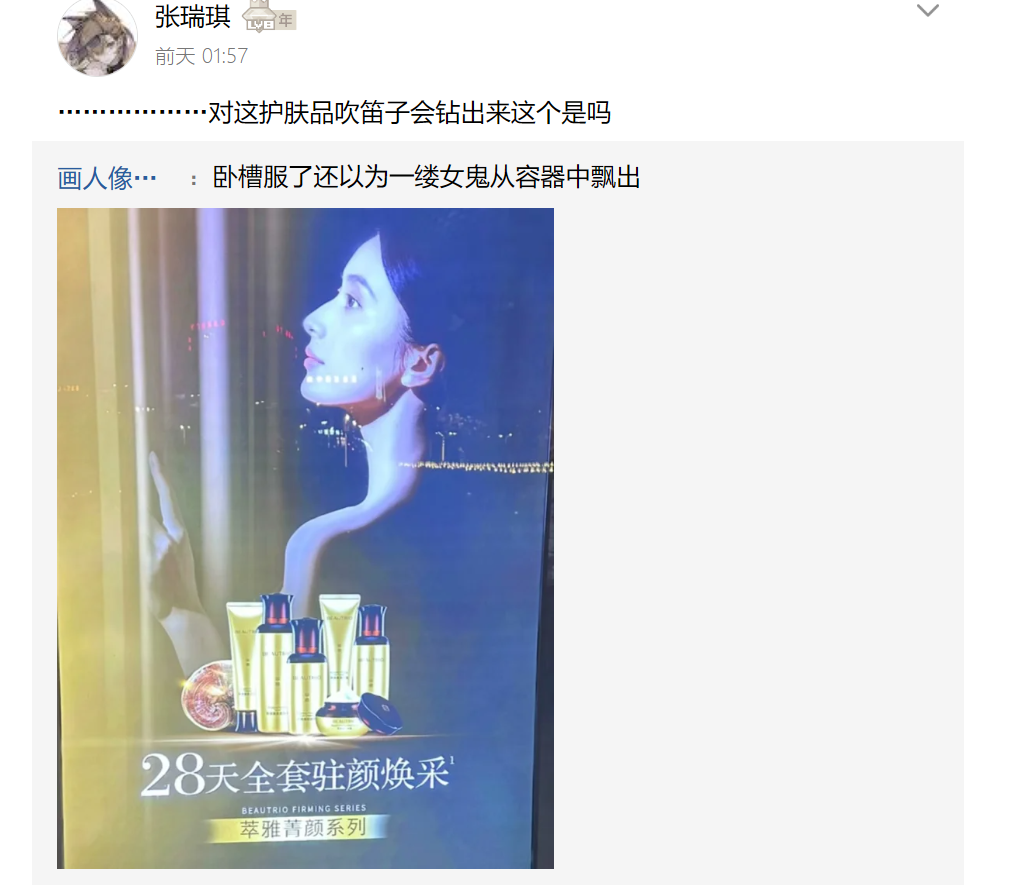 张瑞琪 LV8 年
前天 01:57
………………对这护肤品吹笛子会钻出来这个是吗
画人像… ：卧槽服了还以为一缕女鬼从容器中飘出
28天全套驻颜焕采1
BEAUTRIO FIRMING SERIES
萃雅菁颜系列